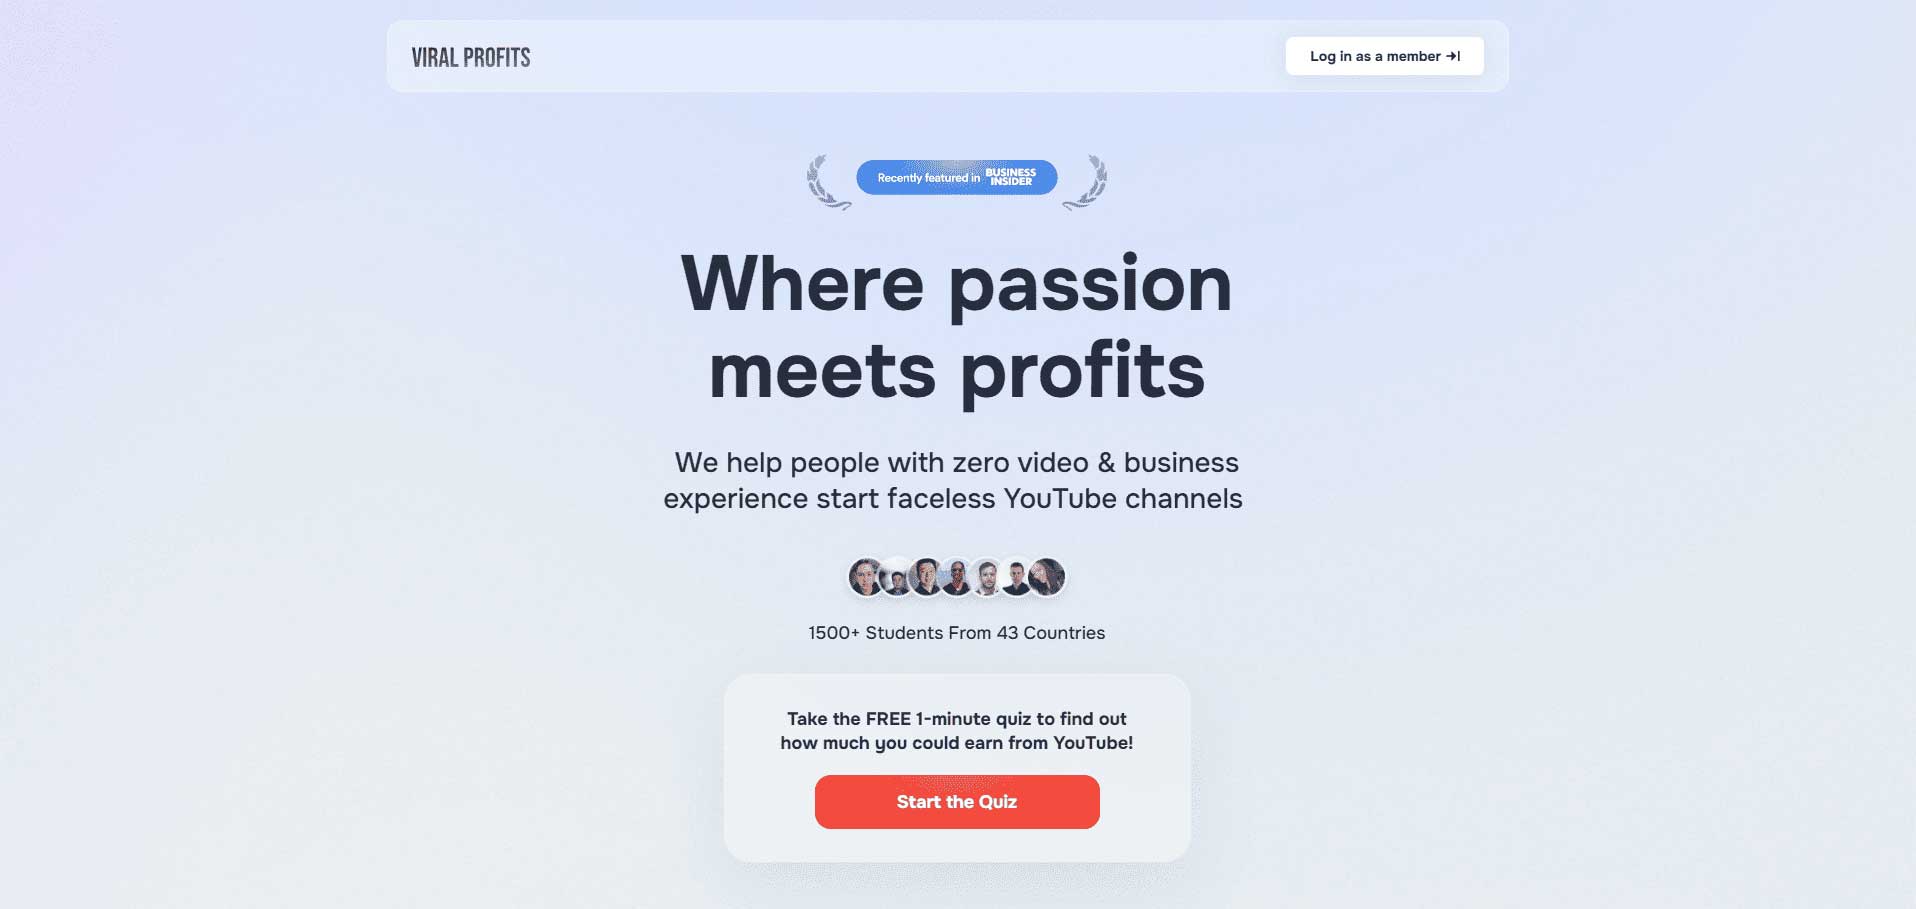 VIRAL PROFITS
Log in as a member
Recently featured in BUSINESS INSIDER
Where passion
meets profits
We help people with zero video & business
experience start faceless YouTube channels
1500+ Students From 43 Countries
Take the FREE 1-minute quiz to find out
how much you could earn from YouTube!
Start the Quiz